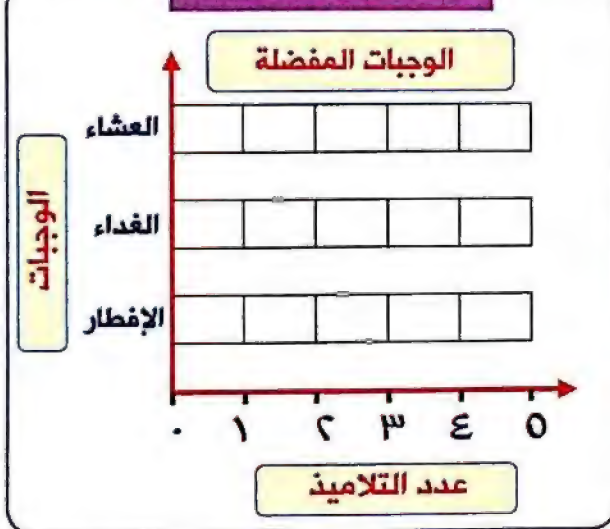 الوجبات المفضلة
العشاء
الغداء
الإفطار
الوجبات
٠ ١ ٢ ٣ ٤ ٥
عدد التلاميذ